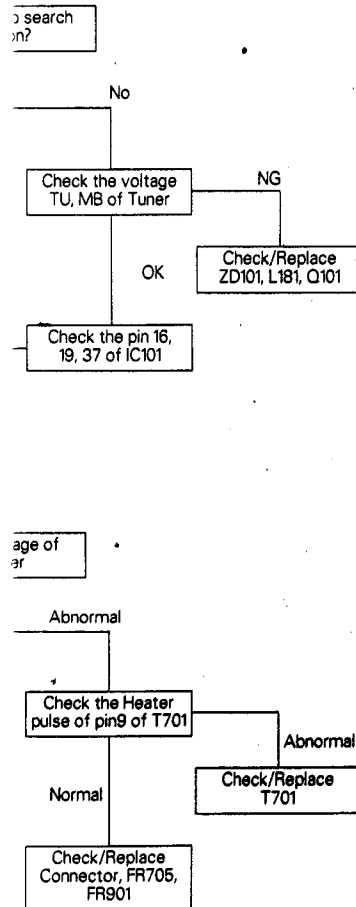 search
No
Check the voltage
TU, MB of Tuner
NG
OK
Check/Replace
ZD101, L181, Q101
Check the pin 16,
19, 37 of IC101
of
Abnormal
Check the Heater
pulse of pin9 of T701
Abnormal
Normal
Check/Replace
T701
Check/Replace
Connector, FR705,
FR901